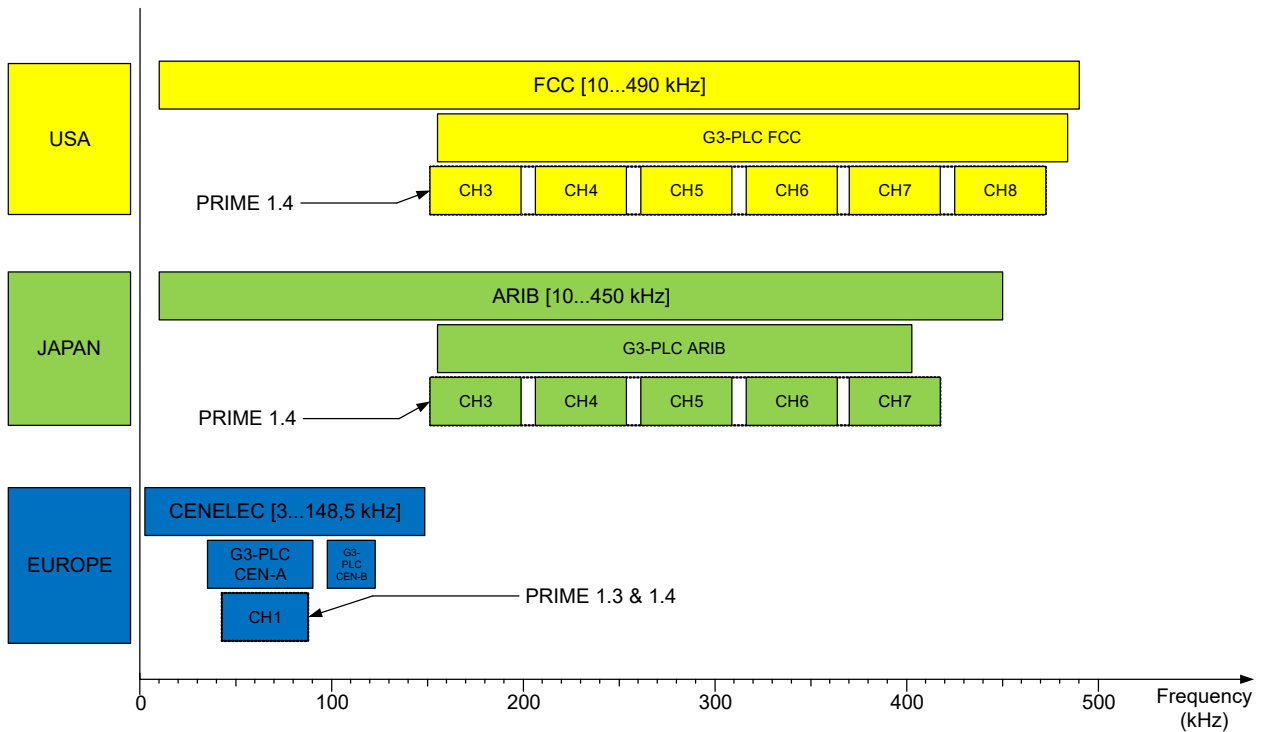 FCC [10...490 kHz]
USA
G3-PLC FCC
PRIME 1.4
CH3
CH4
CH5
CH6
CH7
CH8
ARIB [10...450 kHz]
JAPAN
G3-PLC ARIB
PRIME 1.4
CH3
CH4
CH5
CH6
CH7
CENELEC [3...148,5 kHz]
EUROPE
G3-PLC
CEN-A
G3-
PLC
CEN-B
CH1
PRIME 1.3 & 1.4
0
100
200
300
400
500
Frequency
(kHz)